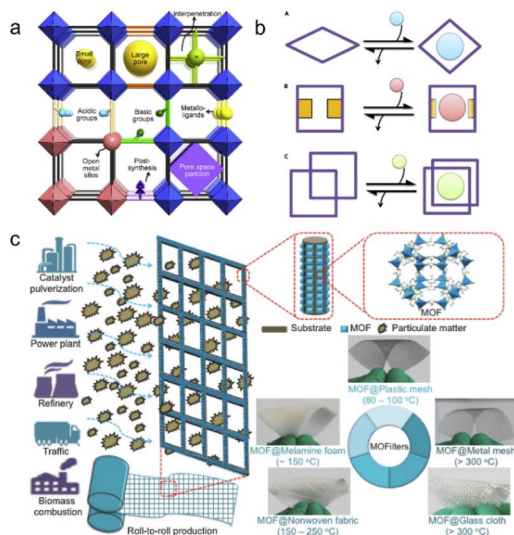 a
Interpenetration
Small
pore
Large
pore
Acidic
groups
Basic
groups
Metallo-
ligands
Open
metal
sites
Post-
synthesis
Pore space
partition
b
A
B
C
c
Catalyst
pulverization
Power plant
Refinery
Traffic
Biomass
combustion
Roll-to-roll production
MOF
Substrate MOF Particulate matter
MOF@Plastic mesh
(80 – 100 °C)
MOF@Melamine foam
(~ 150 °C)
MOFilters
MOF@Metal mesh
(> 300 °C)
MOF@Nonwoven fabric
(150 – 250 °C)
MOF@Glass cloth
(> 300 °C)